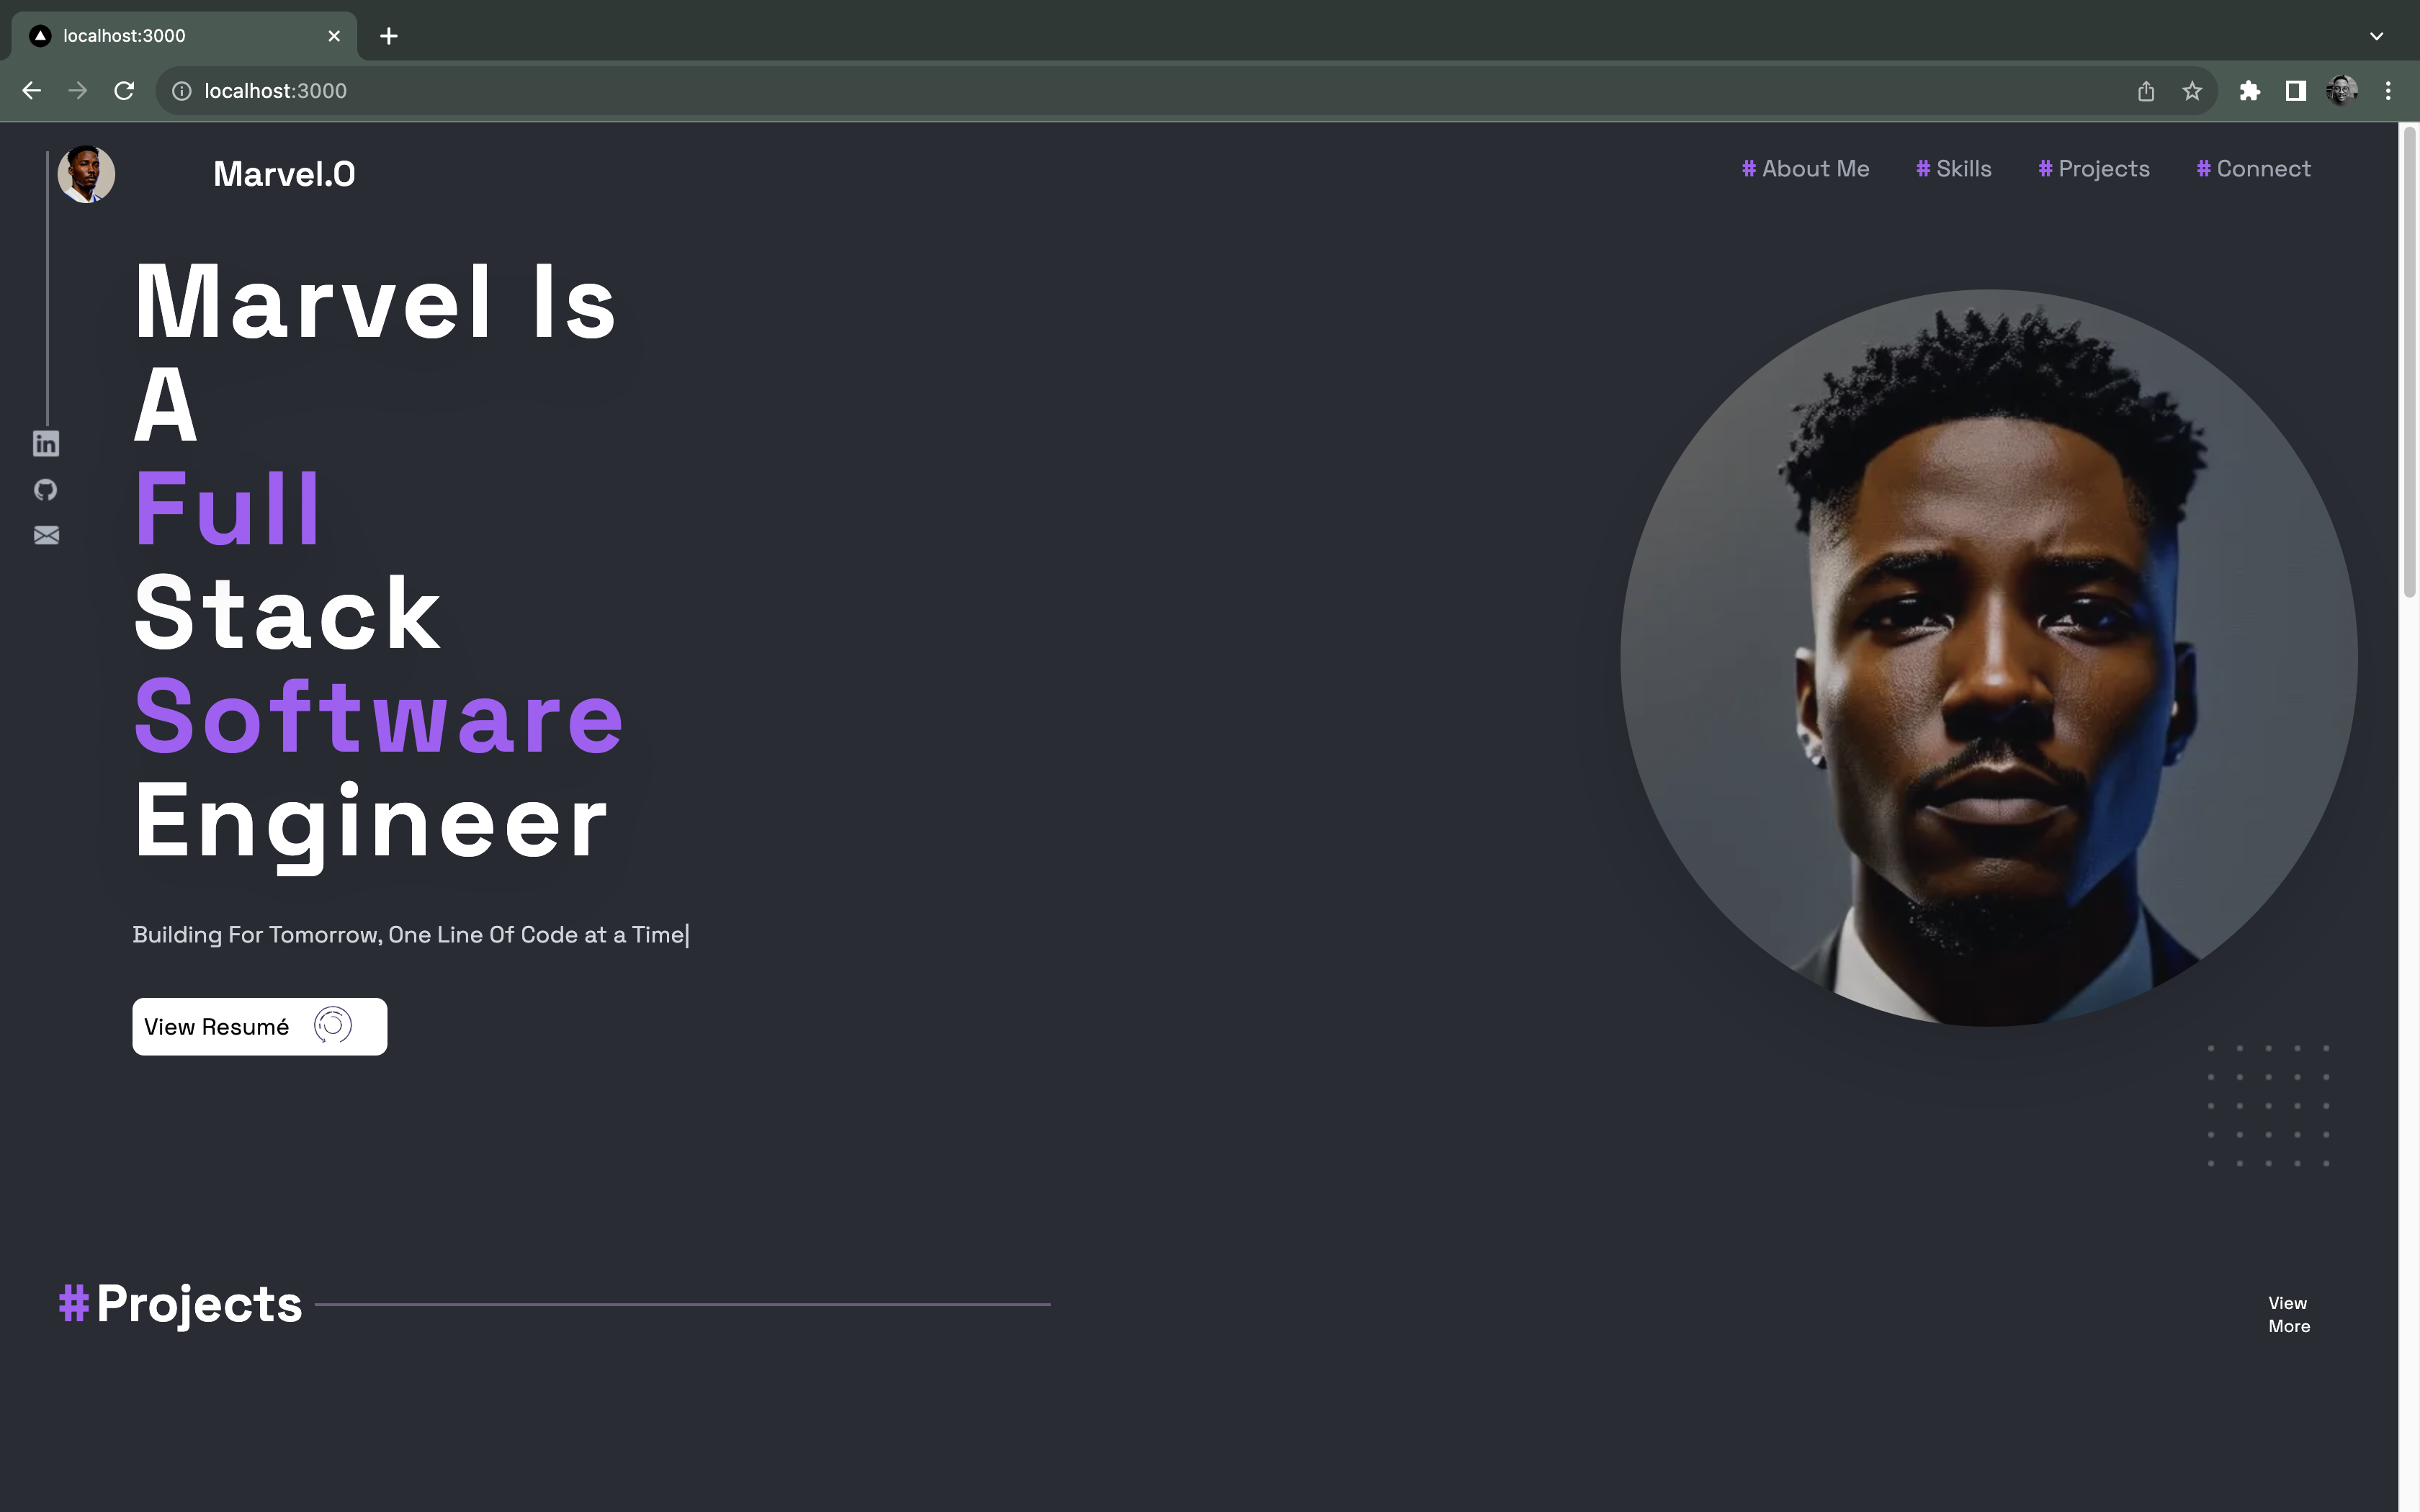 localhost:3000
localhost:3000
Marvel.O
# About Me
# Skills
# Projects
# Connect
Marvel Is
A
Full
Stack
Software
Engineer
in
Building For Tomorrow, One Line Of Code at a Time|
View Resumé
#Projects
View
More